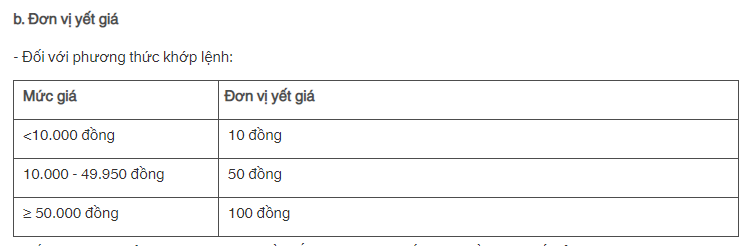 b. Đơn vị yết giá
- Đối với phương thức khớp lệnh:
Mức giá Đơn vị yết giá
<10.000 đồng 10 đồng
10.000 - 49.950 đồng 50 đồng
≥ 50.000 đồng 100 đồng